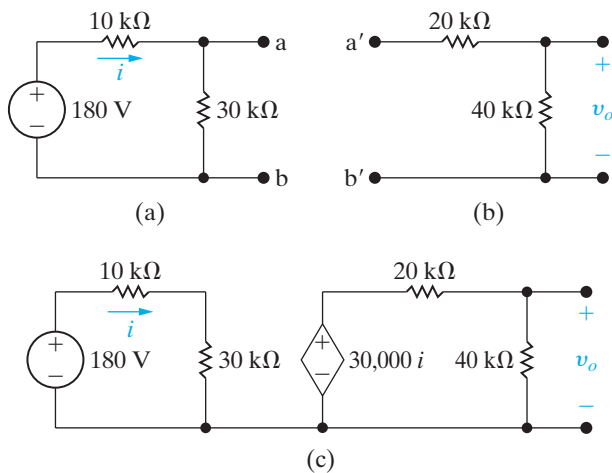 10 kΩ
a
i
+
−
180 V
30 kΩ
b
(a)
20 kΩ
a′
+
40 kΩ
v_o
−
b′
(b)
10 kΩ
20 kΩ
i
+
+
−
180 V
30 kΩ
+
−
30,000 i
40 kΩ
v_o
−
(c)